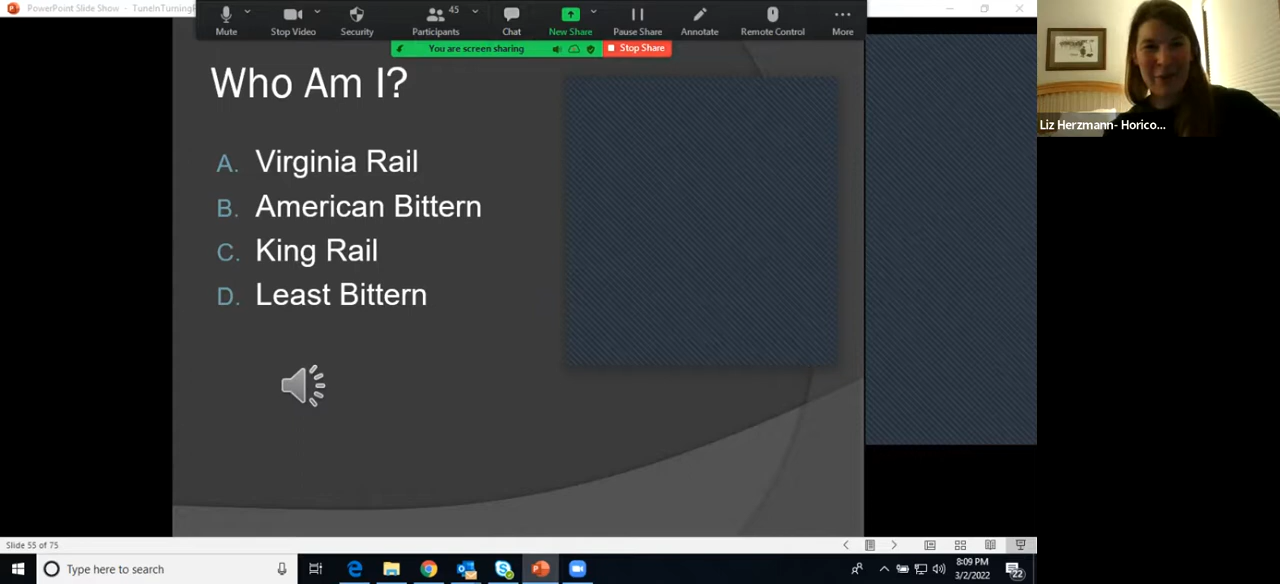 PowerPoint Slide Show - TuneInTurning
Mute
Stop Video
Security
45
Participants
Chat
New Share
Pause Share
Annotate
Remote Control
More
You are screen sharing
Stop Share
Who Am I?
A. Virginia Rail
B. American Bittern
C. King Rail
D. Least Bittern
Liz Herzmann- Horico...
Slide 55 of 75
Type here to search
8:09 PM
3/2/2022
22